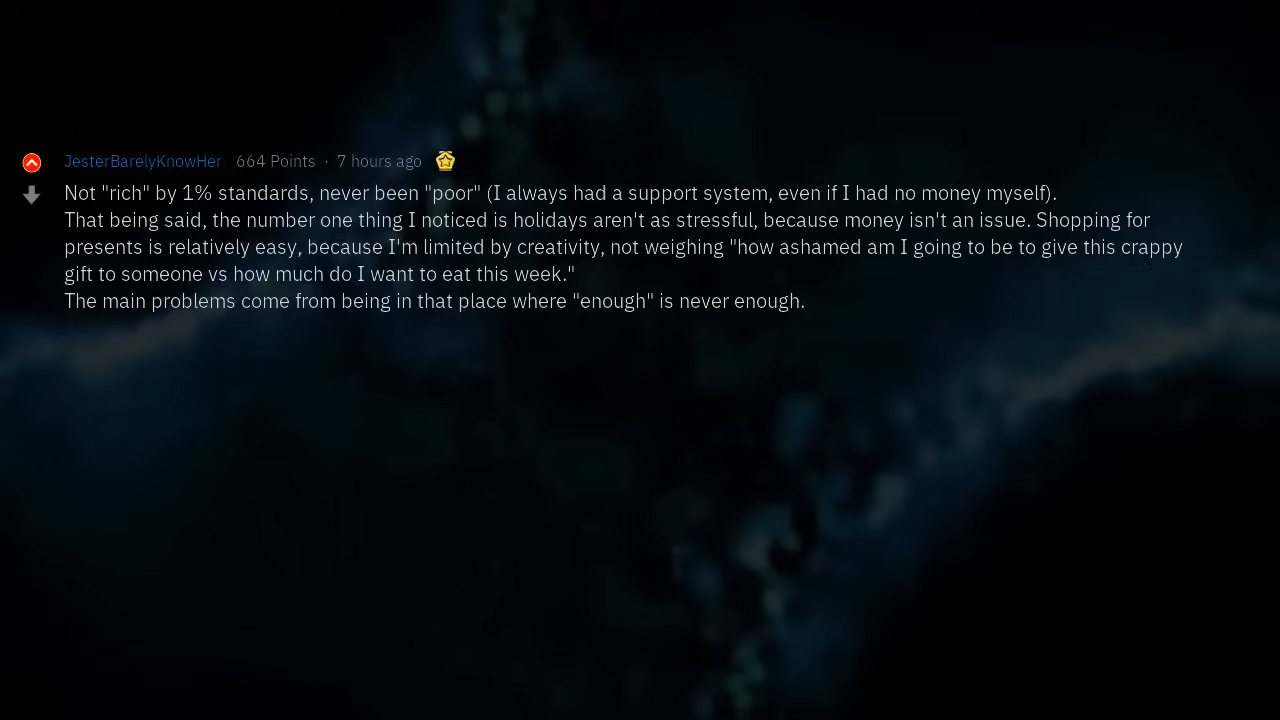 JesterBarelyKnowHer 664 Points · 7 hours ago
Not "rich" by 1% standards, never been "poor" (I always had a support system, even if I had no money myself).
That being said, the number one thing I noticed is holidays aren't as stressful, because money isn't an issue. Shopping for
presents is relatively easy, because I'm limited by creativity, not weighing "how ashamed am I going to be to give this crappy
gift to someone vs how much do I want to eat this week."
The main problems come from being in that place where "enough" is never enough.